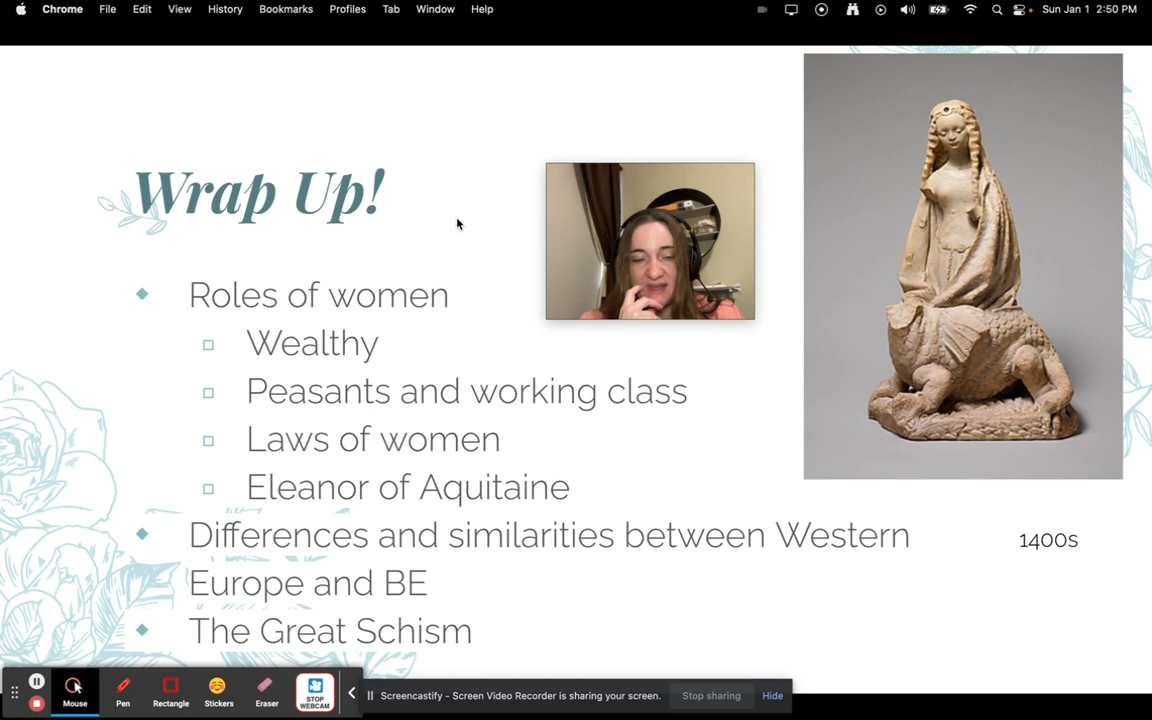 Chrome File Edit View History Bookmarks Profiles Tab Window Help Sun Jan 1 2:50 PM
Wrap Up!
Roles of women
Wealthy
Peasants and working class
Laws of women
Eleanor of Aquitaine
Differences and similarities between Western
Europe and BE
The Great Schism
1400s
Mouse Pen Rectangle Stickers Eraser STOP WEBCAM
Screencastify - Screen Video Recorder is sharing your screen. Stop sharing Hide